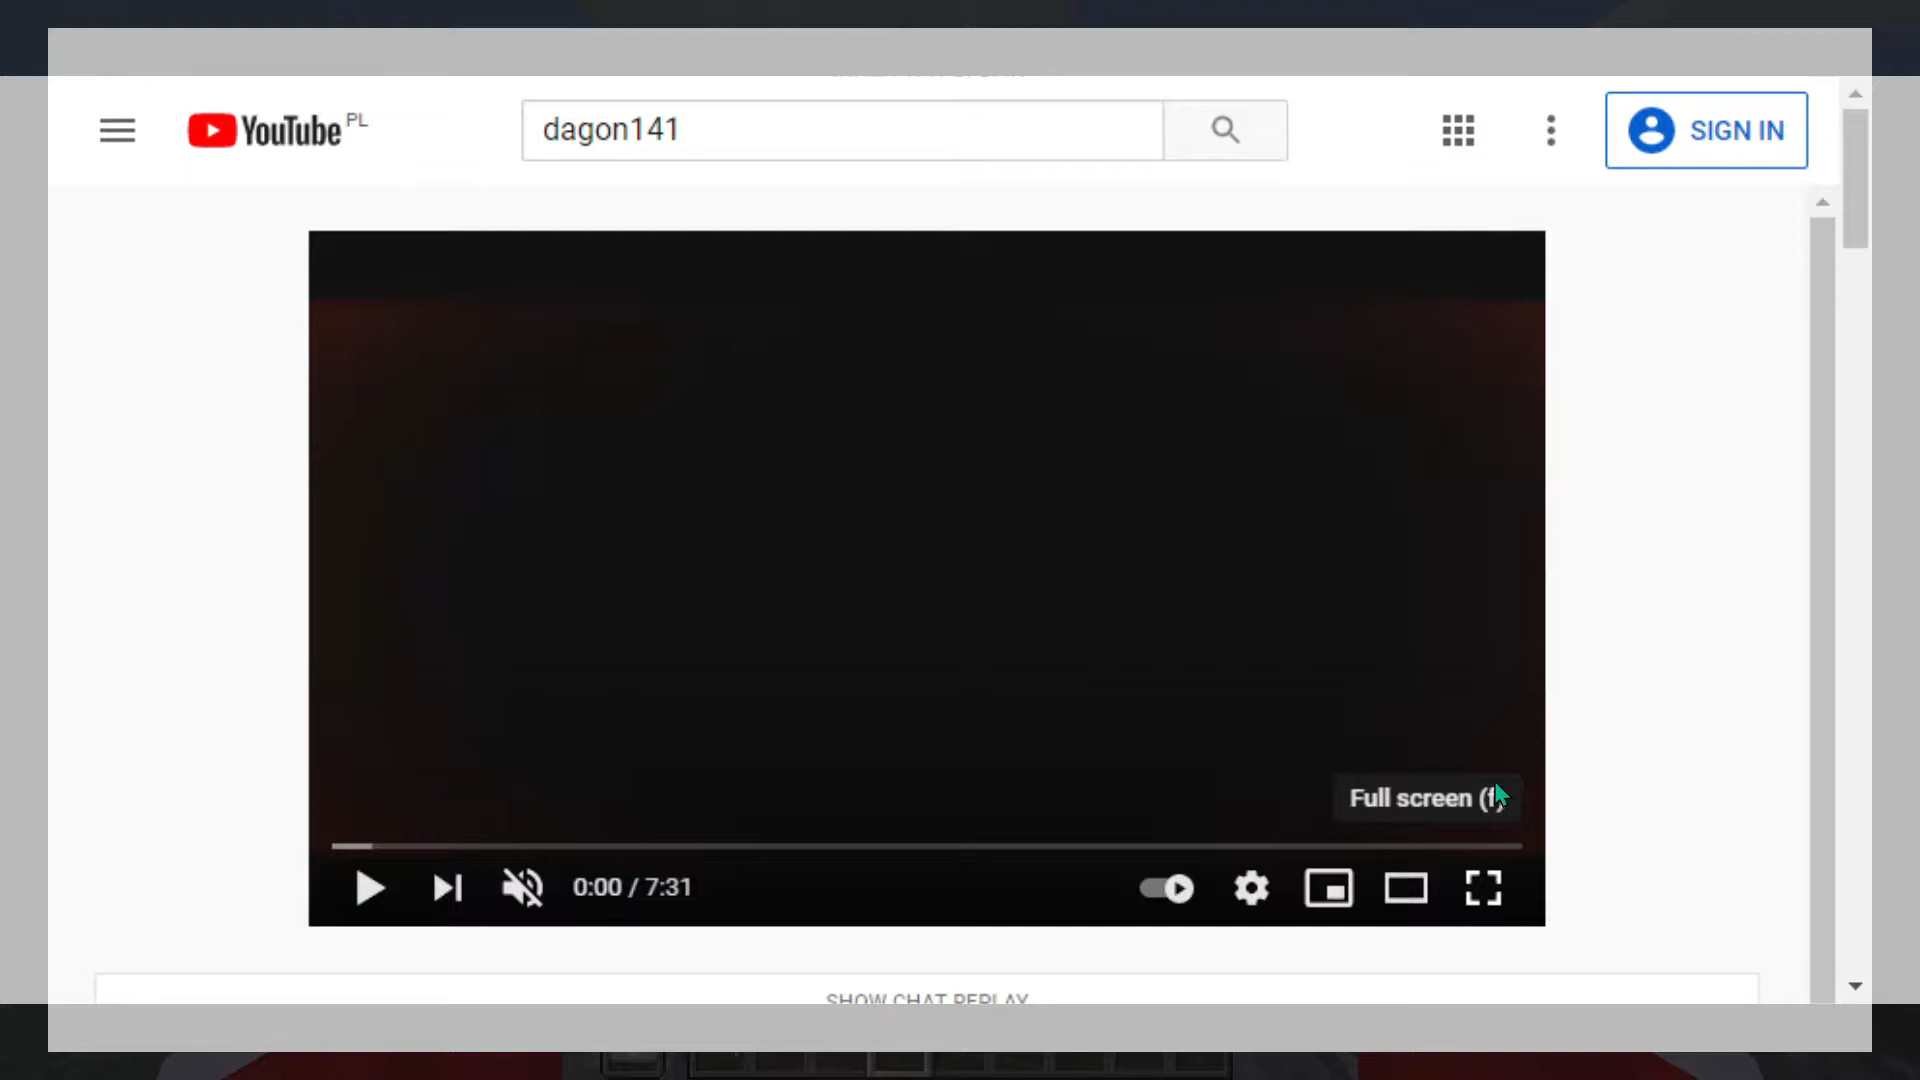 YouTube PL
dagon141
SIGN IN
Full screen (f)
0:00 / 7:31
SHOW CHAT REPLAY